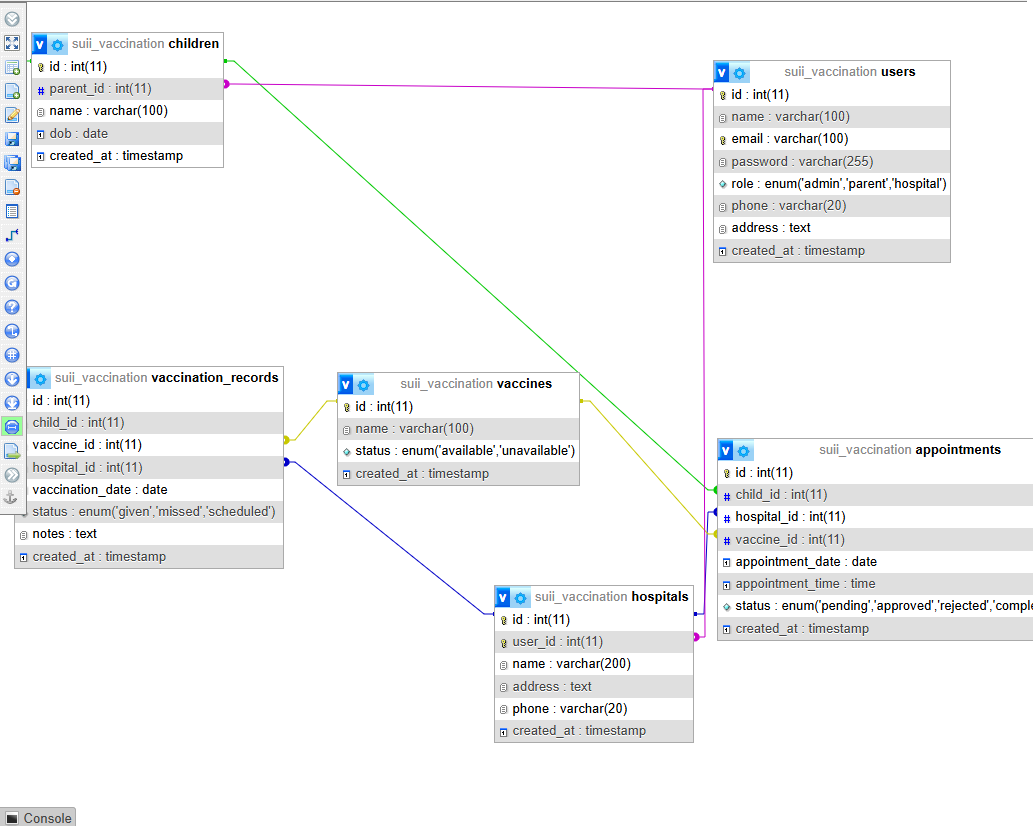 suii_vaccination children
id : int(11)
parent_id : int(11)
name : varchar(100)
dob : date
created_at : timestamp
suii_vaccination users
id : int(11)
name : varchar(100)
email : varchar(100)
password : varchar(255)
role : enum('admin','parent','hospital')
phone : varchar(20)
address : text
created_at : timestamp
suii_vaccination vaccination_records
id : int(11)
child_id : int(11)
vaccine_id : int(11)
hospital_id : int(11)
vaccination_date : date
status : enum('given','missed','scheduled')
notes : text
created_at : timestamp
suii_vaccination vaccines
id : int(11)
name : varchar(100)
status : enum('available','unavailable')
created_at : timestamp
suii_vaccination appointments
id : int(11)
child_id : int(11)
hospital_id : int(11)
vaccine_id : int(11)
appointment_date : date
appointment_time : time
status : enum('pending','approved','rejected','comple
created_at : timestamp
suii_vaccination hospitals
id : int(11)
user_id : int(11)
name : varchar(200)
address : text
phone : varchar(20)
created_at : timestamp
Console